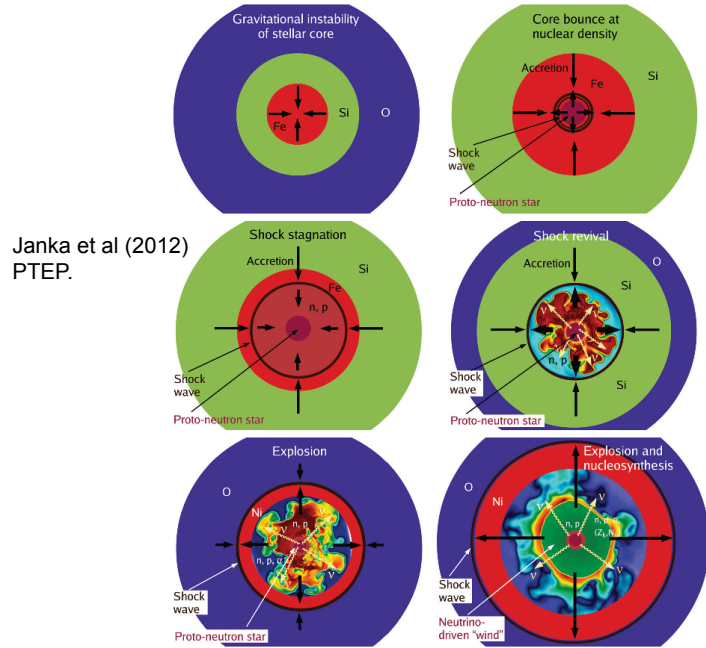 Gravitational instability
of stellar core
Fe
Si
O
Core bounce at
nuclear density
Accretion
Fe
Si
Shock
wave
Proto-neutron star
Janka et al (2012)
PTEP.
Shock stagnation
Accretion
Si
Fe
n, p
Shock
wave
Proto-neutron star
Shock revival
O
Accretion
Si
ν
ν
n, p
Shock
wave
Si
Proto-neutron star
Explosion
O
Ni
ν
n, p
ν
n, p, α
ν
Shock
wave
Proto-neutron star
Explosion and
nucleosynthesis
O
Ni
ν
ν
n, p
n, p, α,
ν
ν
Shock
wave
Neutrino-
driven "wind"